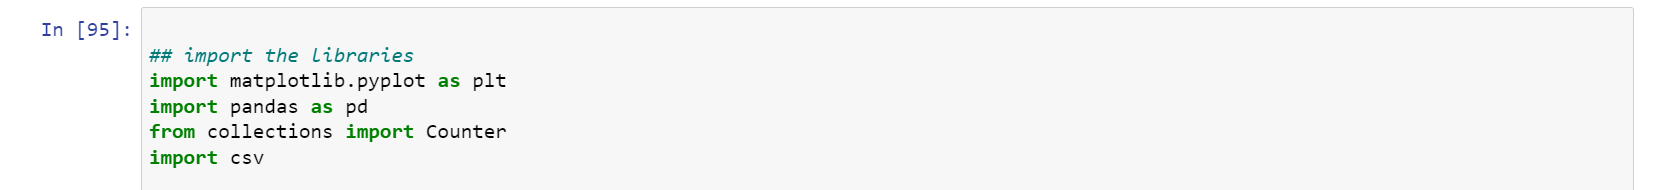 In [95]:
## import the libraries
import matplotlib.pyplot as plt
import pandas as pd
from collections import Counter
import csv